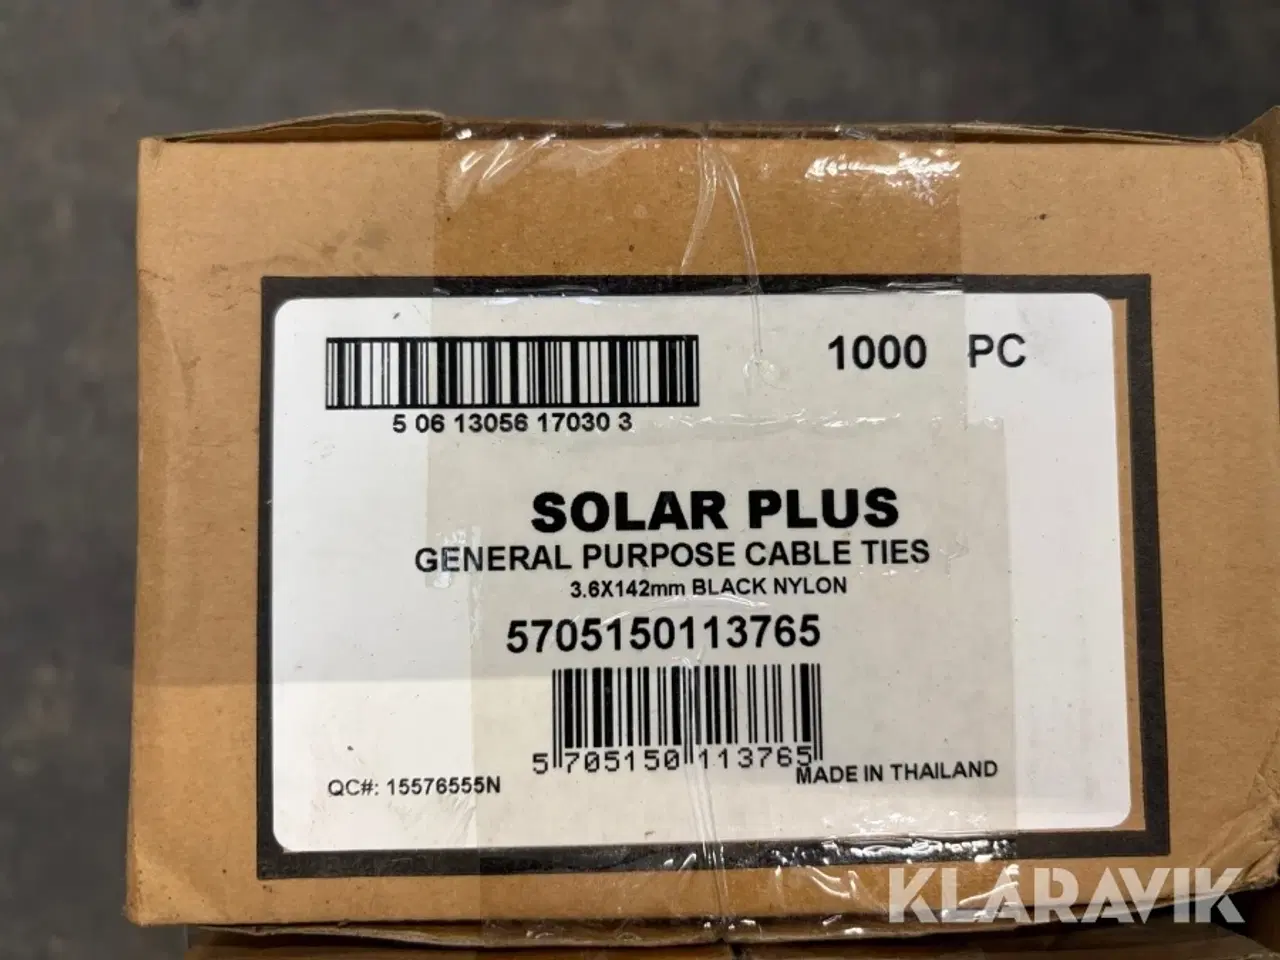 1000 PC
5 06 13056 17030 3
SOLAR PLUS
GENERAL PURPOSE CABLE TIES
3.6X142mm BLACK NYLON
5705150113765
5 705150 113765
MADE IN THAILAND
QC#: 15576555N
KLARAVIK